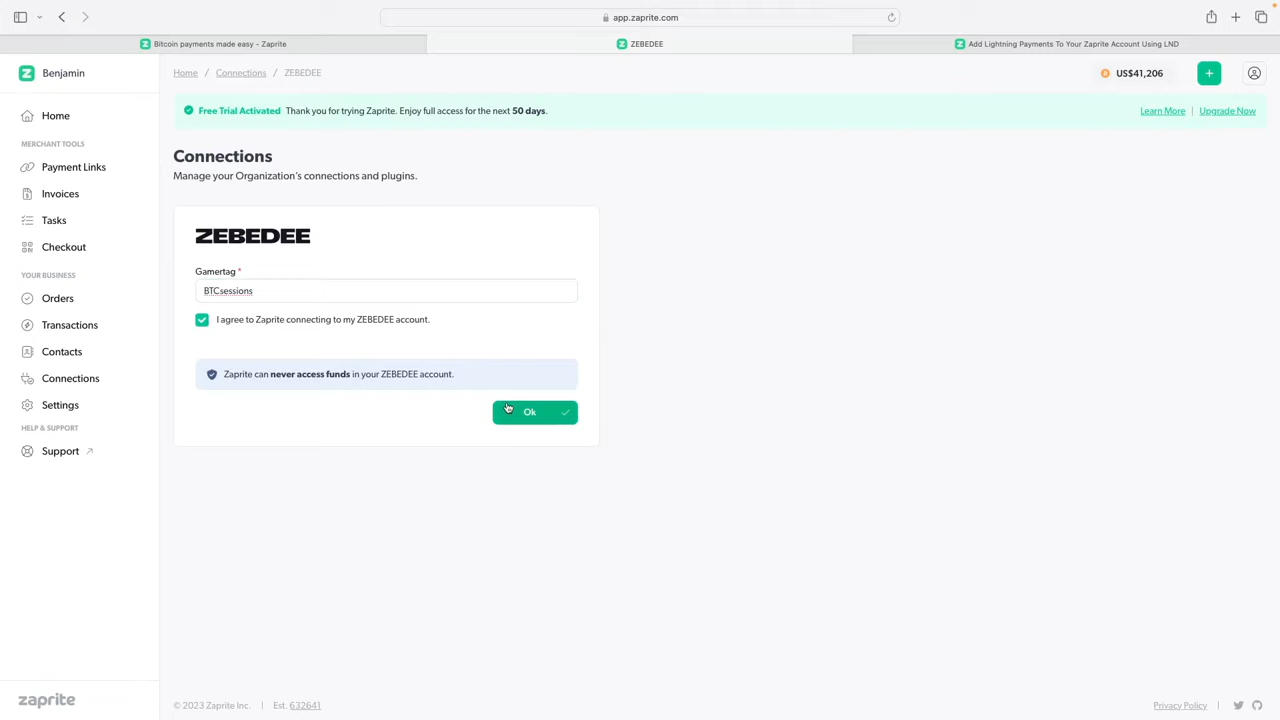 app.zaprite.com
Bitcoin payments made easy - Zaprite
ZEBEDEE
Add Lightning Payments To Your Zaprite Account Using LND
Benjamin
Home / Connections / ZEBEDEE
US$41,206
Free Trial Activated Thank you for trying Zaprite. Enjoy full access for the next 50 days.
Learn More | Upgrade Now
Home
MERCHANT TOOLS
Payment Links
Invoices
Tasks
Checkout
YOUR BUSINESS
Orders
Transactions
Contacts
Connections
Settings
HELP & SUPPORT
Support
zaprite
Connections
Manage your Organization's connections and plugins.
ZEBEDEE
Gamertag *
BTCsessions
I agree to Zaprite connecting to my ZEBEDEE account.
Zaprite can never access funds in your ZEBEDEE account.
Ok
© 2023 Zaprite Inc. | Est. 632641
Privacy Policy |